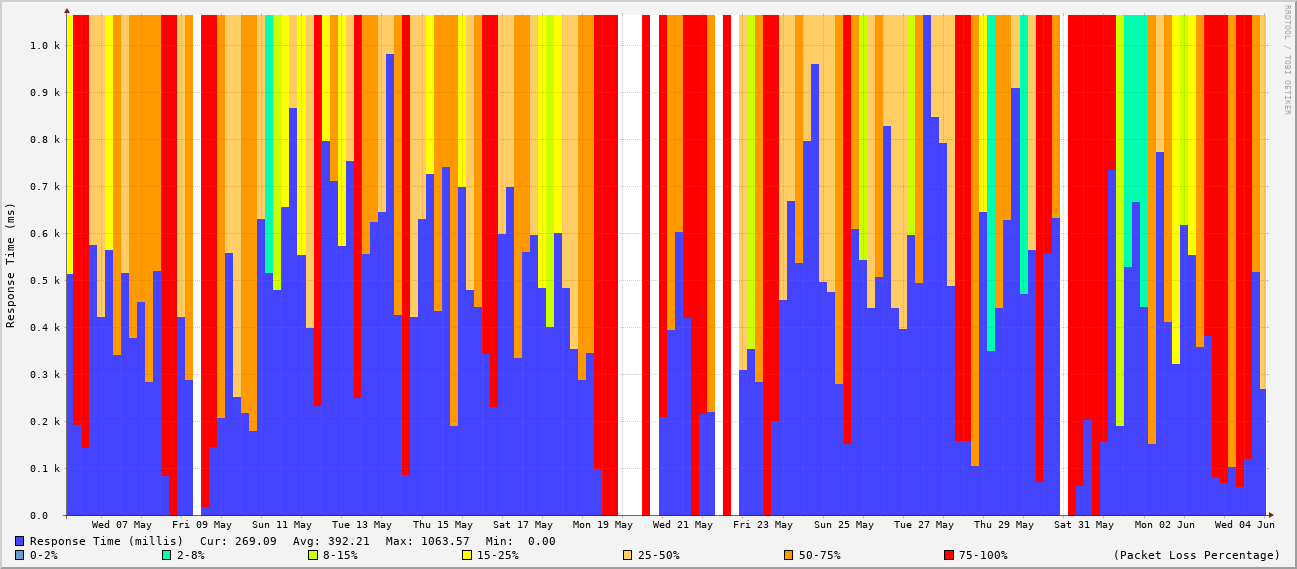 RRDTOOL / TOBI OETIKER
Response Time (ms)
1.0 k
0.9 k
0.8 k
0.7 k
0.6 k
0.5 k
0.4 k
0.3 k
0.2 k
0.1 k
0.0
Wed 07 May Fri 09 May Sun 11 May Tue 13 May Thu 15 May Sat 17 May Mon 19 May Wed 21 May Fri 23 May Sun 25 May Tue 27 May Thu 29 May Sat 31 May Mon 02 Jun Wed 04 Jun
Response Time (millis) Cur: 269.09 Avg: 392.21 Max: 1063.57 Min: 0.00
0-2% 2-8% 8-15% 15-25% 25-50% 50-75% 75-100% (Packet Loss Percentage)